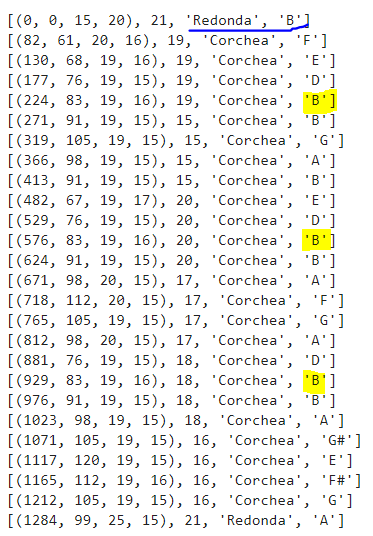 [(0, 0, 15, 20), 21, 'Redonda', 'B']
[(82, 61, 20, 16), 19, 'Corchea', 'F']
[(130, 68, 19, 16), 19, 'Corchea', 'E']
[(177, 76, 19, 15), 19, 'Corchea', 'D']
[(224, 83, 19, 16), 19, 'Corchea', 'B']
[(271, 91, 19, 15), 15, 'Corchea', 'B']
[(319, 105, 19, 15), 15, 'Corchea', 'G']
[(366, 98, 19, 15), 15, 'Corchea', 'A']
[(413, 91, 19, 15), 15, 'Corchea', 'B']
[(482, 67, 19, 17), 20, 'Corchea', 'E']
[(529, 76, 19, 15), 20, 'Corchea', 'D']
[(576, 83, 19, 16), 20, 'Corchea', 'B']
[(624, 91, 19, 15), 20, 'Corchea', 'B']
[(671, 98, 20, 15), 17, 'Corchea', 'A']
[(718, 112, 20, 15), 17, 'Corchea', 'F']
[(765, 105, 19, 15), 17, 'Corchea', 'G']
[(812, 98, 20, 15), 17, 'Corchea', 'A']
[(881, 76, 19, 15), 18, 'Corchea', 'D']
[(929, 83, 19, 16), 18, 'Corchea', 'B']
[(976, 91, 19, 15), 18, 'Corchea', 'B']
[(1023, 98, 19, 15), 18, 'Corchea', 'A']
[(1071, 105, 19, 15), 16, 'Corchea', 'G#']
[(1117, 120, 19, 15), 16, 'Corchea', 'E']
[(1165, 112, 19, 16), 16, 'Corchea', 'F#']
[(1212, 105, 19, 15), 16, 'Corchea', 'G']
[(1284, 99, 25, 15), 21, 'Redonda', 'A']